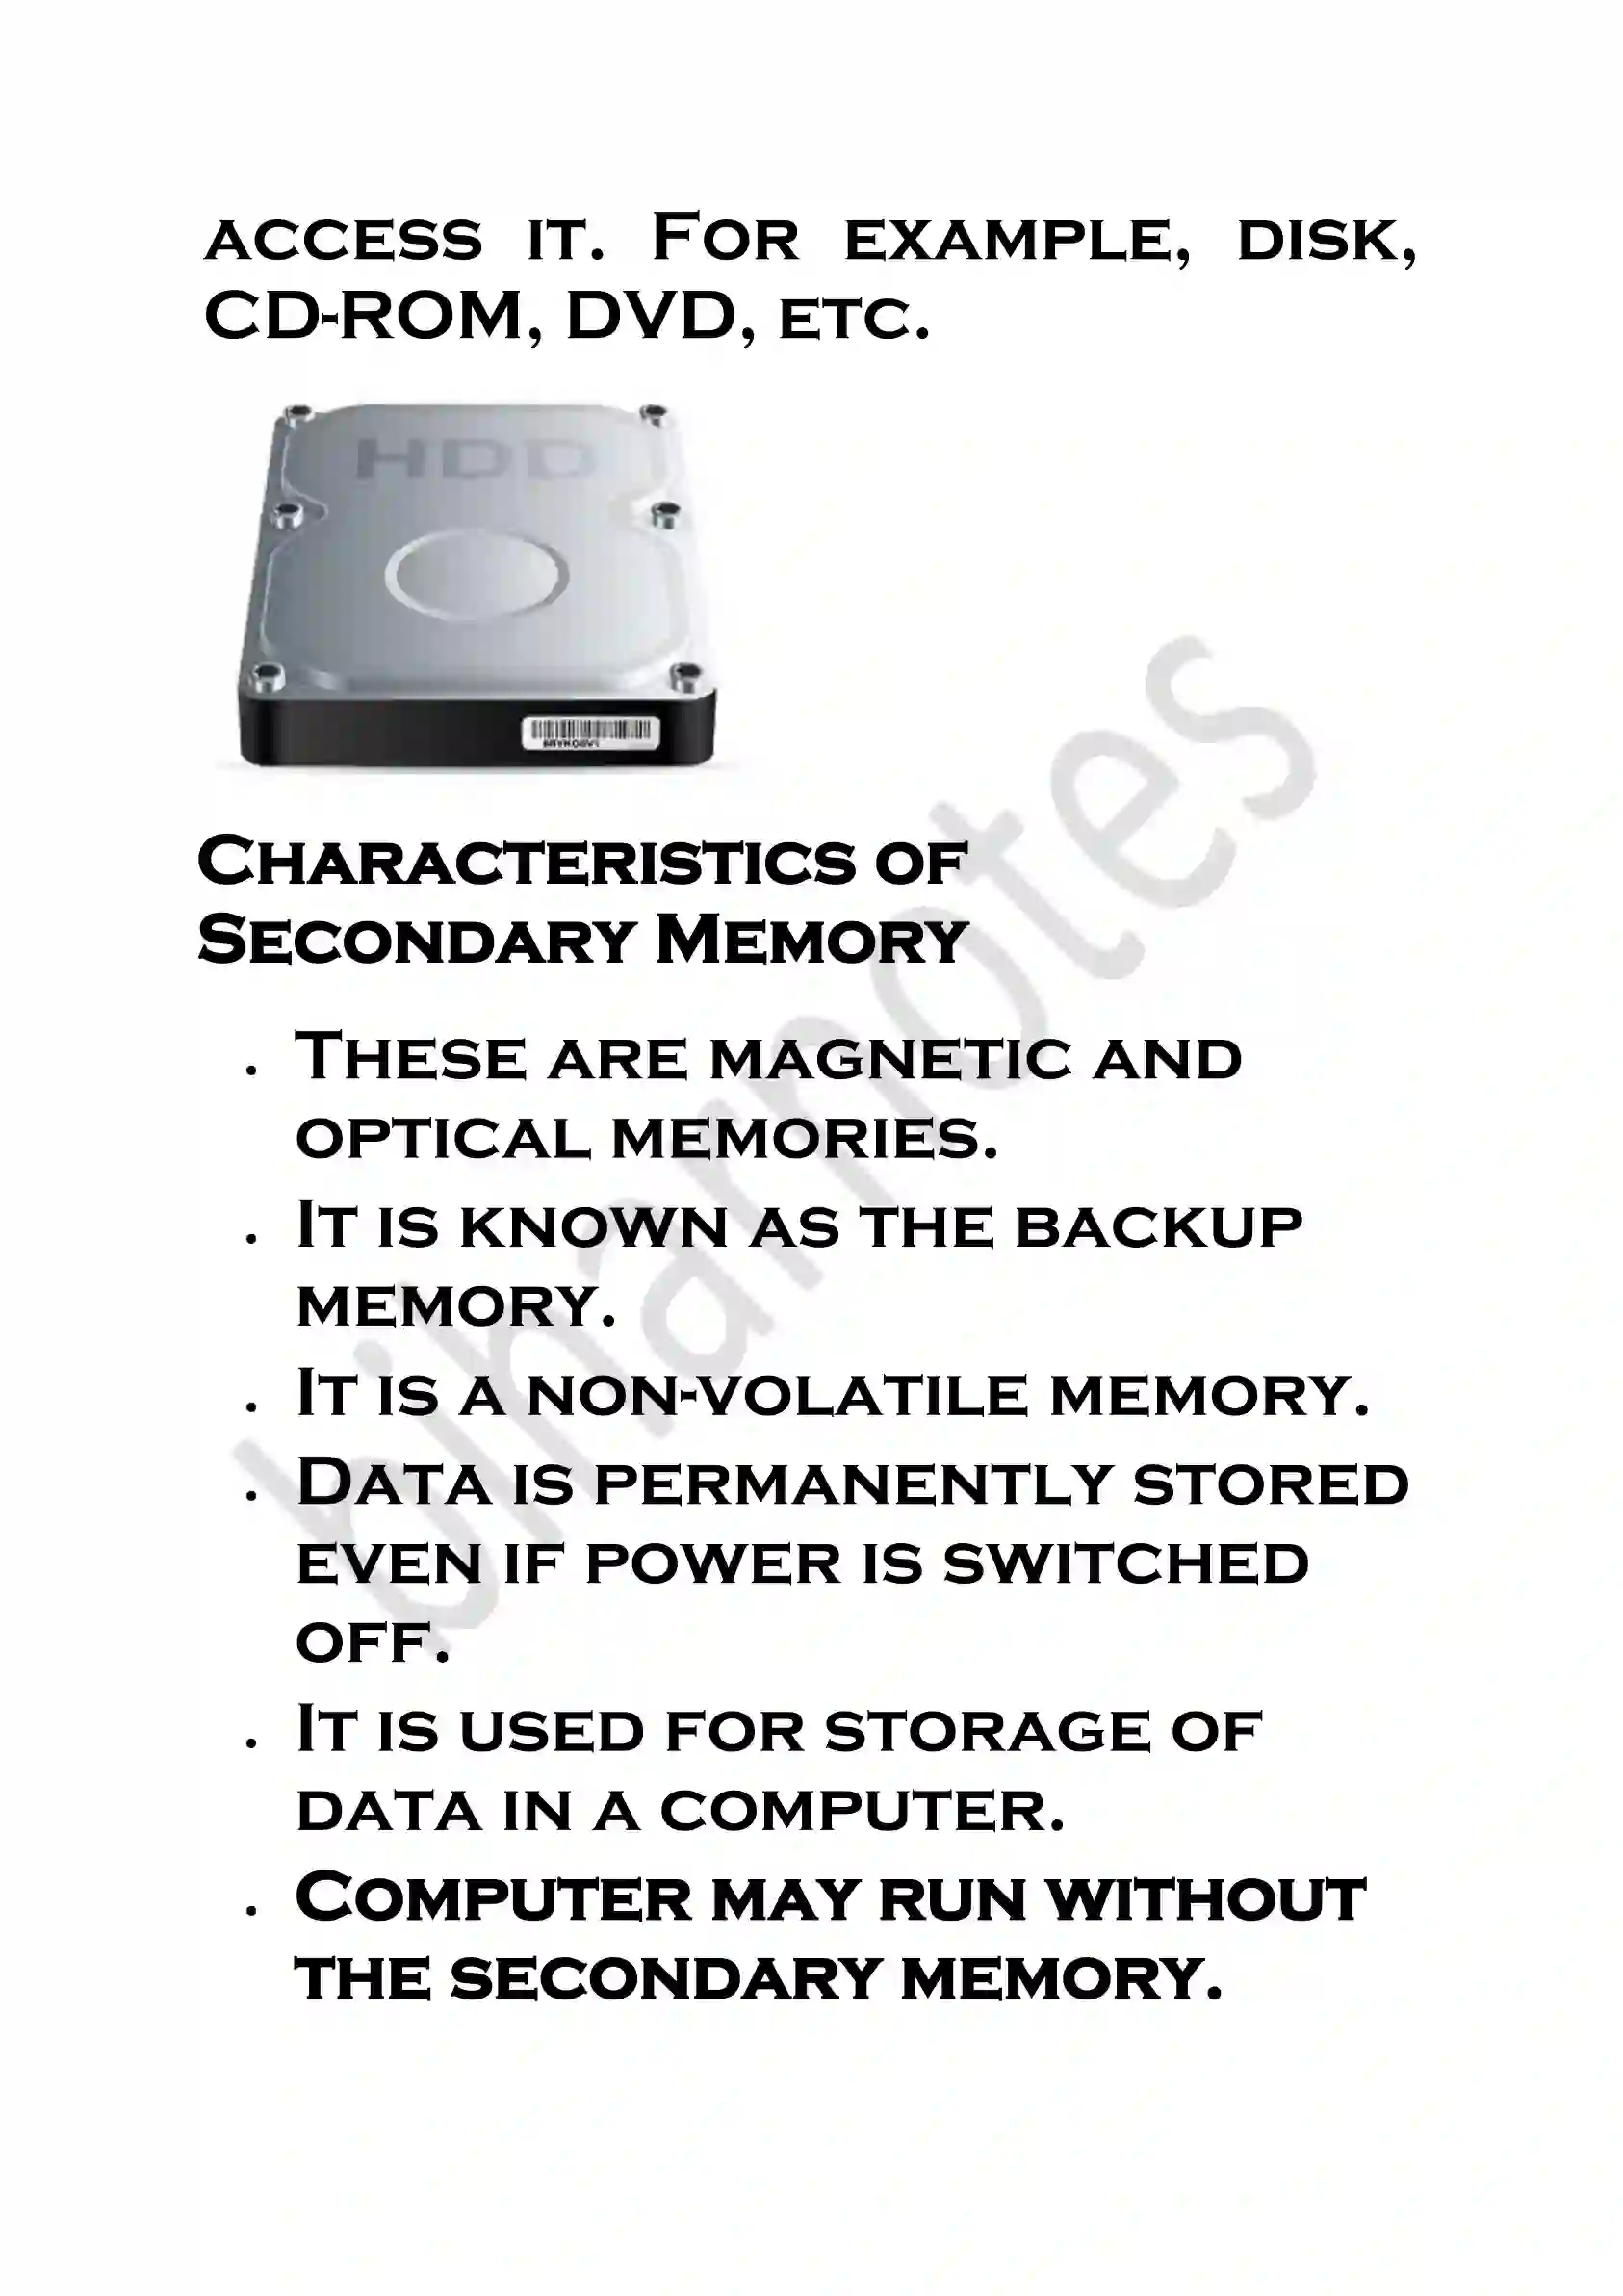 ACCESS IT. FOR EXAMPLE, DISK,
CD-ROM, DVD, ETC.
HDD
CHARACTERISTICS OF
SECONDARY MEMORY
• THESE ARE MAGNETIC AND
OPTICAL MEMORIES.
• IT IS KNOWN AS THE BACKUP
MEMORY.
• IT IS A NON-VOLATILE MEMORY.
• DATA IS PERMANENTLY STORED
EVEN IF POWER IS SWITCHED
OFF.
• IT IS USED FOR STORAGE OF
DATA IN A COMPUTER.
• COMPUTER MAY RUN WITHOUT
THE SECONDARY MEMORY.
biharnotes